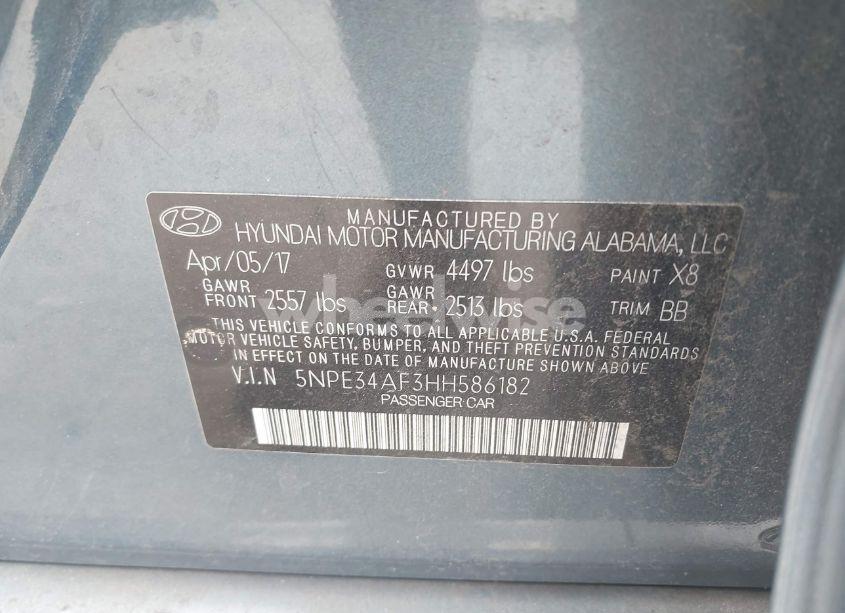 MANUFACTURED BY
HYUNDAI MOTOR MANUFACTURING ALABAMA, LLC
Apr/05/17 GVWR 4497 lbs PAINT X8
GAWR FRONT 2557 lbs GAWR REAR 2513 lbs TRIM BB
THIS VEHICLE CONFORMS TO ALL APPLICABLE U.S.A. FEDERAL
MOTOR VEHICLE SAFETY, BUMPER, AND THEFT PREVENTION STANDARDS
IN EFFECT ON THE DATE OF MANUFACTURE SHOWN ABOVE
V.I.N 5NPE34AF3HH586182
PASSENGER CAR
wheelwise